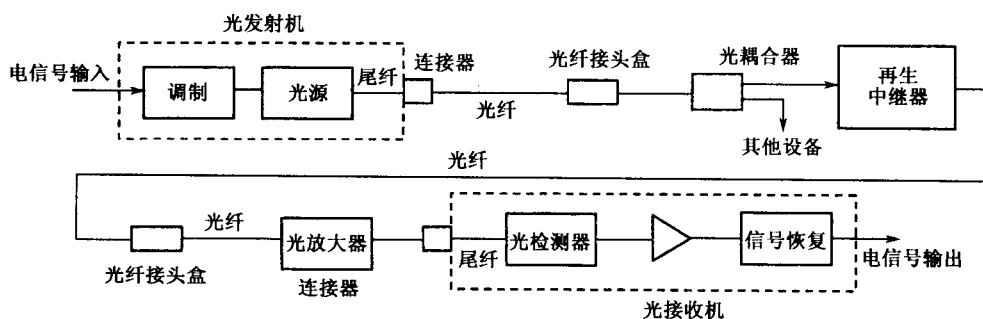 光发射机
电信号输入
调制
光源
尾纤
连接器
光纤
光纤接头盒
光耦合器
其他设备
再生
中继器
光纤
光纤接头盒
光纤
光放大器
连接器
尾纤
光检测器
信号恢复
电信号输出
光接收机